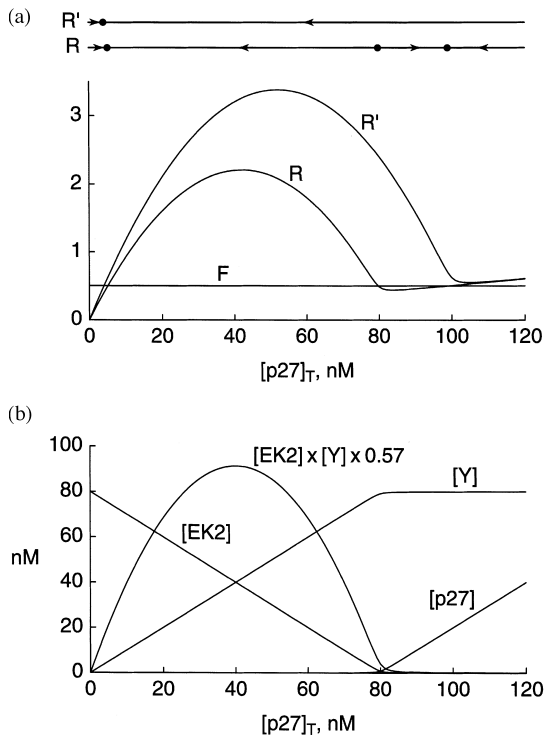 (a)
R'
R
3
2
1
0
R'
R
F
0 20 40 60 80 100 120
[p27]T, nM
(b)
100
80
60
40
20
0
nM
[EK2] x [Y] x 0.57
[Y]
[EK2]
[p27]
0 20 40 60 80 100 120
[p27]T, nM